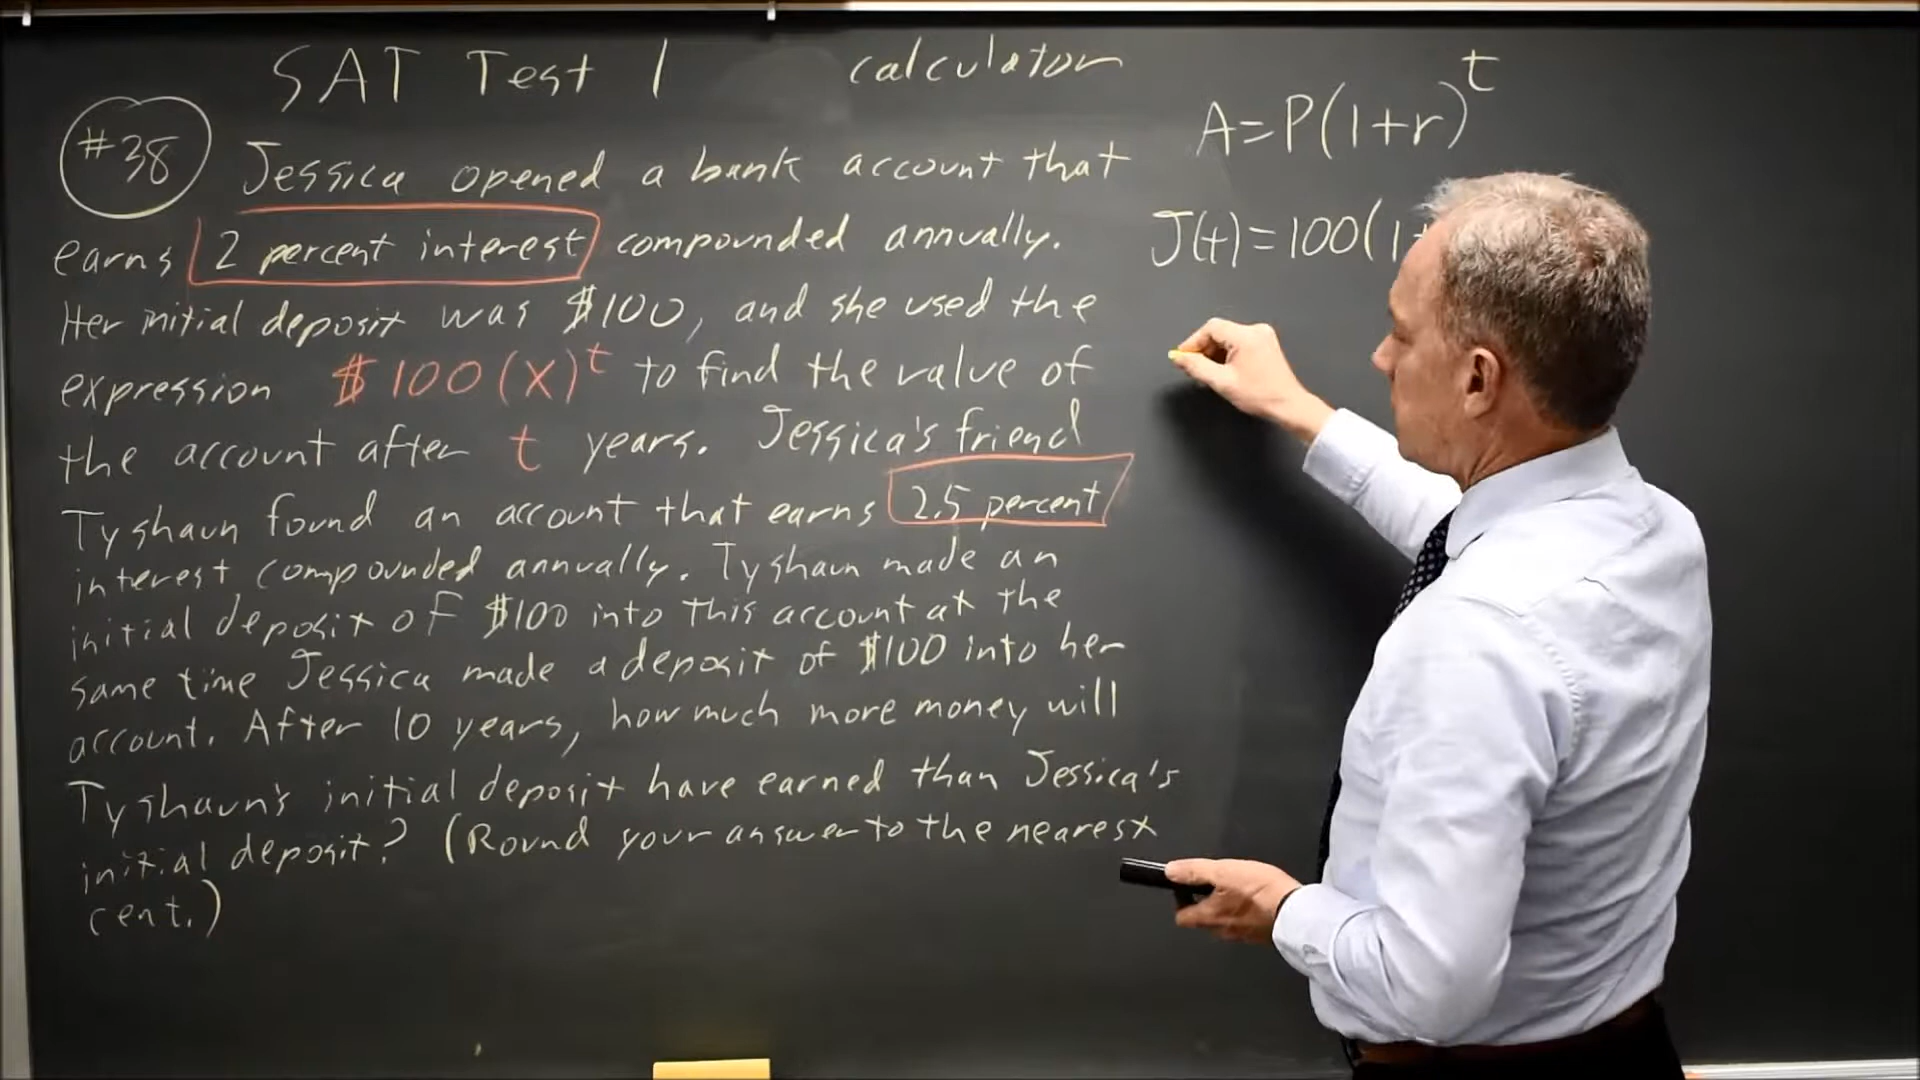 SAT Test 1 calculator
#38 Jessica opened a bank account that
earns 2 percent interest compounded annually.
Her initial deposit was $100, and she used the
expression $100(x)^t to find the value of
the account after t years. Jessica's friend
Tyshaun found an account that earns 2.5 percent
interest compounded annually. Tyshaun made an
initial deposit of $100 into this account at the
same time Jessica made a deposit of $100 into her
account. After 10 years, how much more money will
Tyshaun's initial deposit have earned than Jessica's
initial deposit? (Round your answer to the nearest
cent.)
A=P(1+r)^t
J(t)=100(1+